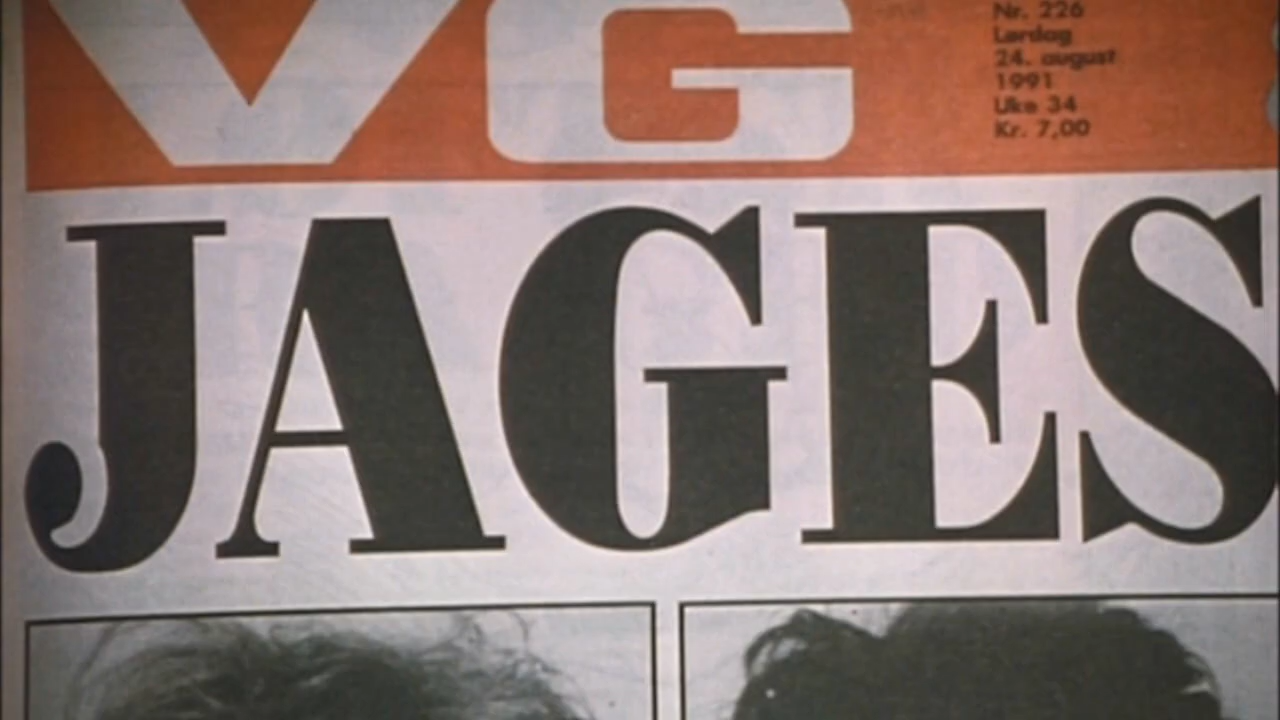 VG
Nr. 226
Lørdag
24. august
1991
Uke 34
Kr. 7,00
JAGES